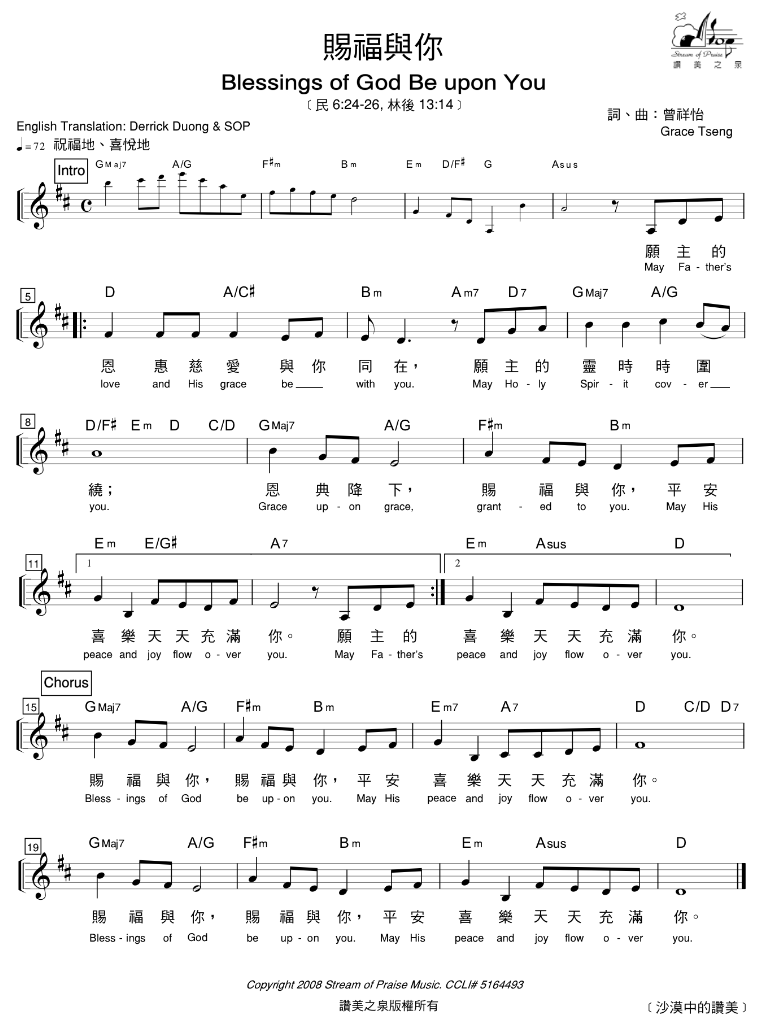 賜福與你
Blessings of God Be upon You
﹝民 6:24-26, 林後 13:14﹞
Stream of Praise
讚美之泉
詞、曲：曾祥怡
Grace Tseng
English Translation: Derrick Duong & SOP
♩= 72 祝福地、喜悅地
Intro
GMaj7 A/G F♯m Bm Em D/F♯ G Asus
願 主 的
May Fa - ther's
5
D A/C♯ Bm Am7 D7 GMaj7 A/G
恩 惠 慈 愛 與 你 同 在， 願 主 的 靈 時 時 圍
love and His grace be ____ with you. May Ho - ly Spir - it cov - er ____
8
D/F♯ Em D C/D GMaj7 A/G F♯m Bm
繞； 恩 典 降 下， 賜 福 與 你， 平 安
you. Grace up - on grace, grant - ed to you. May His
11
Em E/G♯ A7 Em Asus D
1 2
喜 樂 天 天 充 滿 你。 願 主 的 喜 樂 天 天 充 滿 你。
peace and joy flow o - ver you. May Fa - ther's peace and joy flow o - ver you.
Chorus
15
GMaj7 A/G F♯m Bm Em7 A7 D C/D D7
賜 福 與 你， 賜 福 與 你， 平 安 喜 樂 天 天 充 滿 你。
Bless - ings of God be up - on you. May His peace and joy flow o - ver you.
19
GMaj7 A/G F♯m Bm Em Asus D
賜 福 與 你， 賜 福 與 你， 平 安 喜 樂 天 天 充 滿 你。
Bless - ings of God be up - on you. May His peace and joy flow o - ver you.
Copyright 2008 Stream of Praise Music. CCLI# 5164493
讚美之泉版權所有
﹝沙漠中的讚美﹞